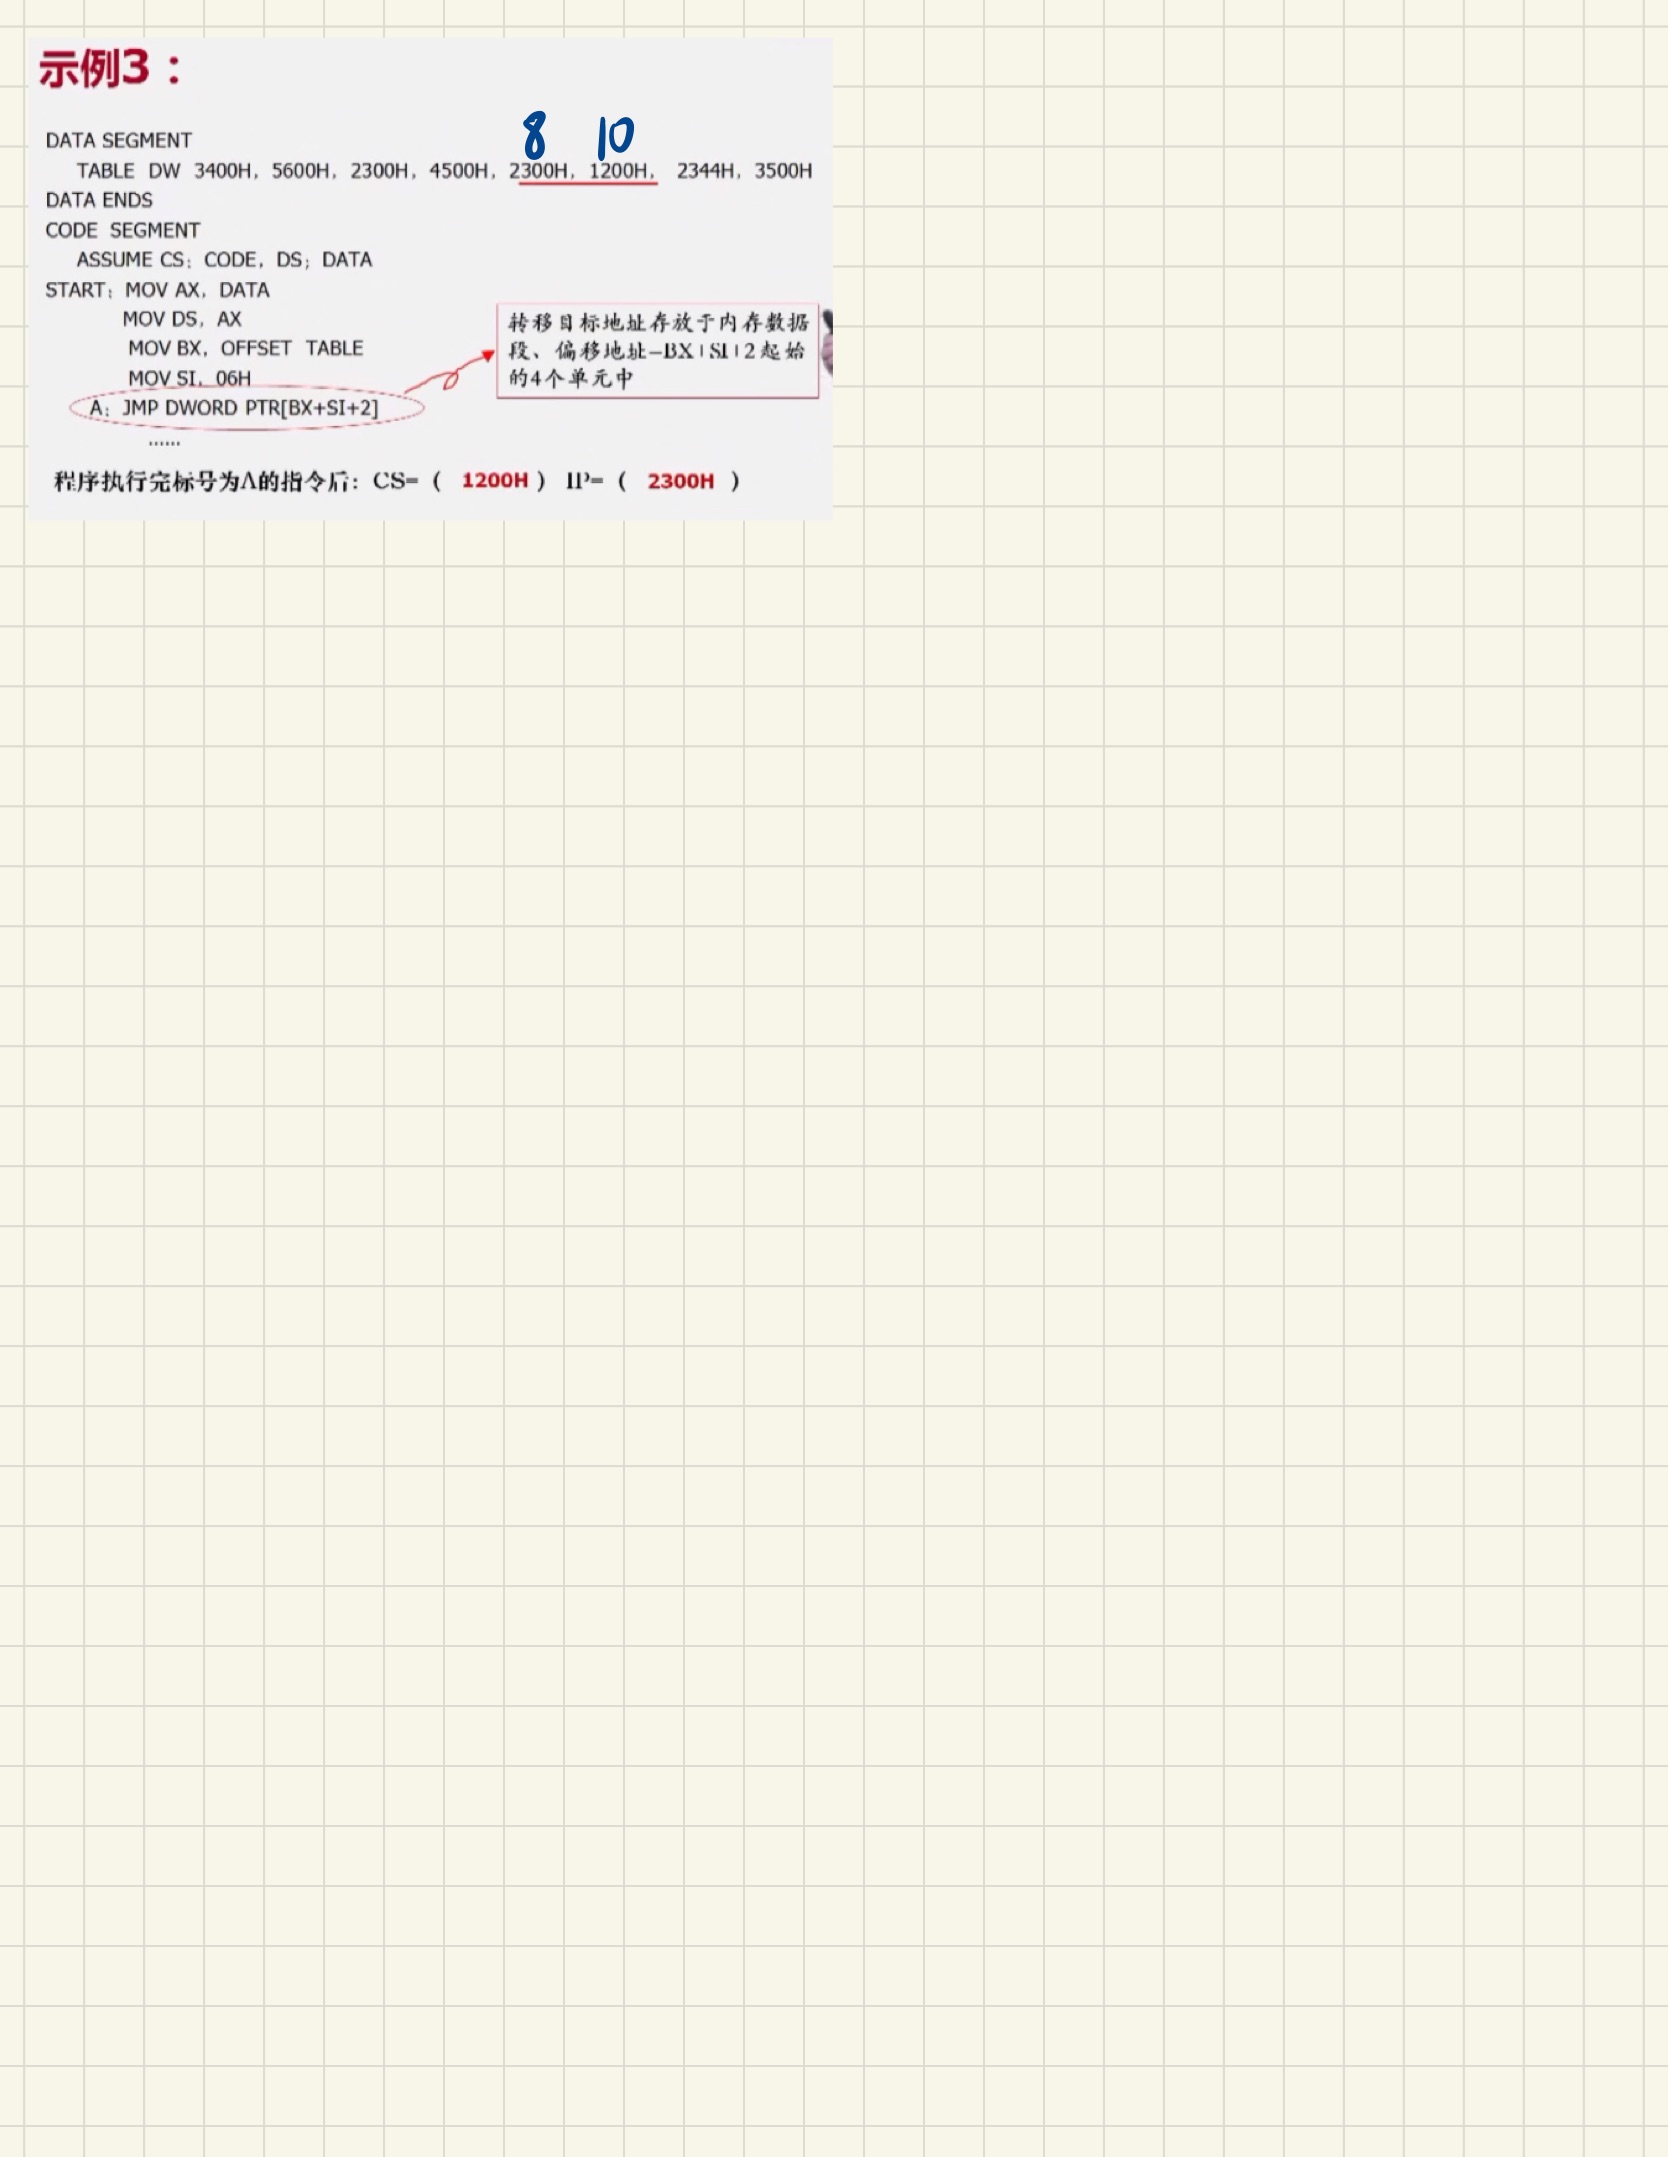 示例3：
8 10
DATA SEGMENT
TABLE DW 3400H, 5600H, 2300H, 4500H, 2300H, 1200H, 2344H, 3500H
DATA ENDS
CODE SEGMENT
ASSUME CS: CODE, DS; DATA
START: MOV AX, DATA
MOV DS, AX
MOV BX, OFFSET TABLE
MOV SI, 06H
A: JMP DWORD PTR[BX+SI+2]
转移目标地址存放于内存数据
段、偏移地址=BX+SI+2起始
的4个单元中
......
程序执行完标号为A的指令后: CS= ( 1200H ) IP= ( 2300H )